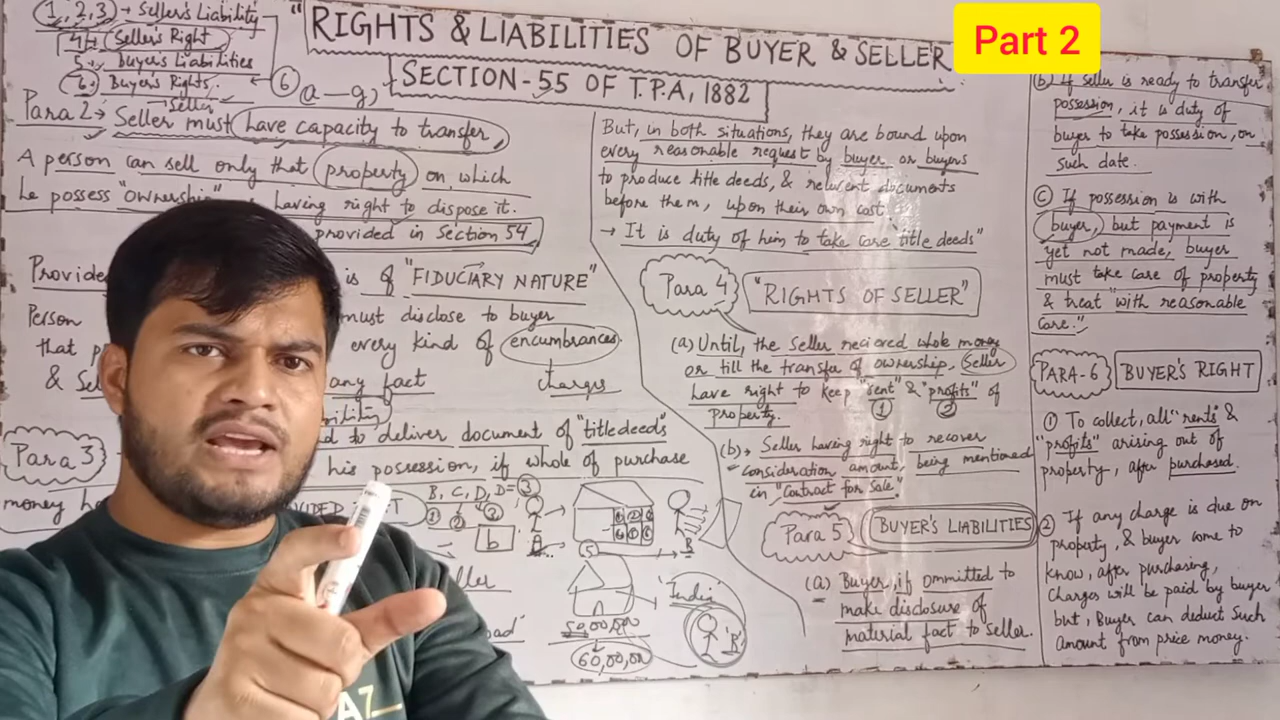 "RIGHTS & LIABILITIES OF BUYER & SELLER
Part 2
SECTION-55 OF T.P.A, 1882
1, 2, 3) → Seller's Liability
4 → Seller's Right
5 → Buyer's Liabilities
6 → Buyer's Rights.
6 (a-g)
Para 2 → Seller must have capacity to transfer
Seller
A person can sell only that property on which
he possess "ownership" having right to dispose it.
provided in Section 54
Provide is of "FIDUCIARY NATURE"
Person must disclose to buyer
that every kind of encumbrances
& any fact charges
Para 3
to deliver document of "title deeds"
his possession, if whole of purchase
money
B, C, D, D = 3
1 2 3
b
5
India
50,00,000
60,00,000
'B'
But, in both situations, they are bound upon
every reasonable request by buyer or buyers
to produce title deeds, & relevent documents
before them, upon their own cost.
→ It is duty of him to take care title deeds"
Para 4 "RIGHTS OF SELLER"
(a) Until, the seller recieved whole money
or till the transfer of ownership, Seller
have right to keep "rent" & "profits" of
1 2
property.
(b) → Seller having right to recover
consideration amount, being mentioned
in "Contract for Sale"
Para 5 BUYER'S LIABILITIES
(a) Buyer, if ommitted to
make disclosure of
material fact to seller.
(b) If seller is ready to transfer
possession, it is duty of
buyer to take possession, on
such date.
(c) If possession is with
buyer, but payment is
yet not made, buyer
must take care of property
& treat "with reasonable
care."
PARA-6 BUYER'S RIGHT
① To collect, all "rents" &
"profits" arising out of
property, after purchased.
② If any charge is due on
property, & buyer come to
know, after purchasing,
Charges will be paid by buyer
but, Buyer can deduct such
amount from price money.
A7